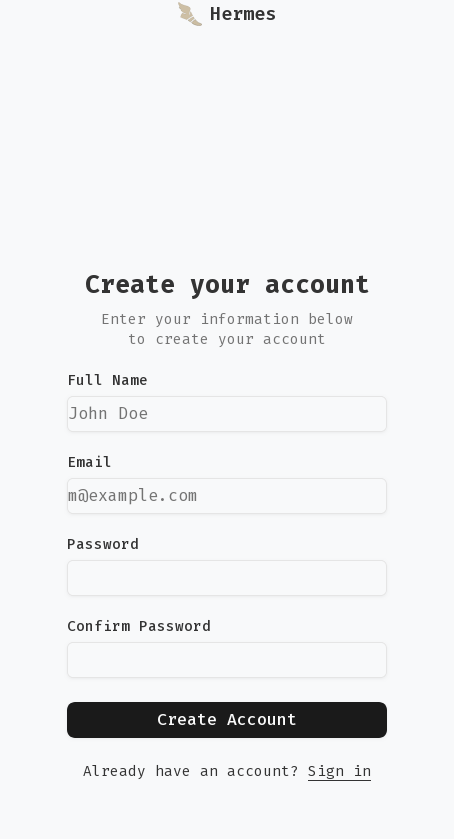 Hermes
Create your account
Enter your information below
to create your account
Full Name
John Doe
Email
m@example.com
Password
Confirm Password
Create Account
Already have an account? Sign in